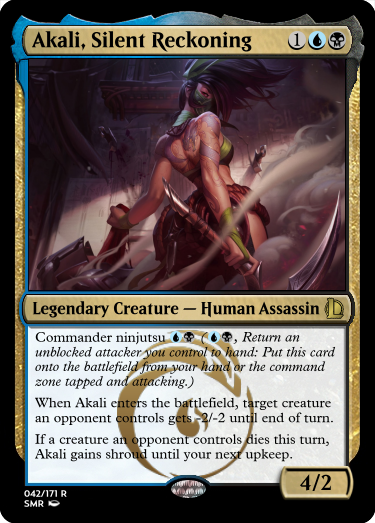 Akali, Silent Reckoning 1
Legendary Creature — Human Assassin
Commander ninjutsu (, Return an
unblocked attacker you control to hand: Put this card
onto the battlefield from your hand or the command
zone tapped and attacking.)
When Akali enters the battlefield, target creature
an opponent controls gets -2/-2 until end of turn.
If a creature an opponent controls dies this turn,
Akali gains shroud until your next upkeep.
4/2
042/171 R
SMR